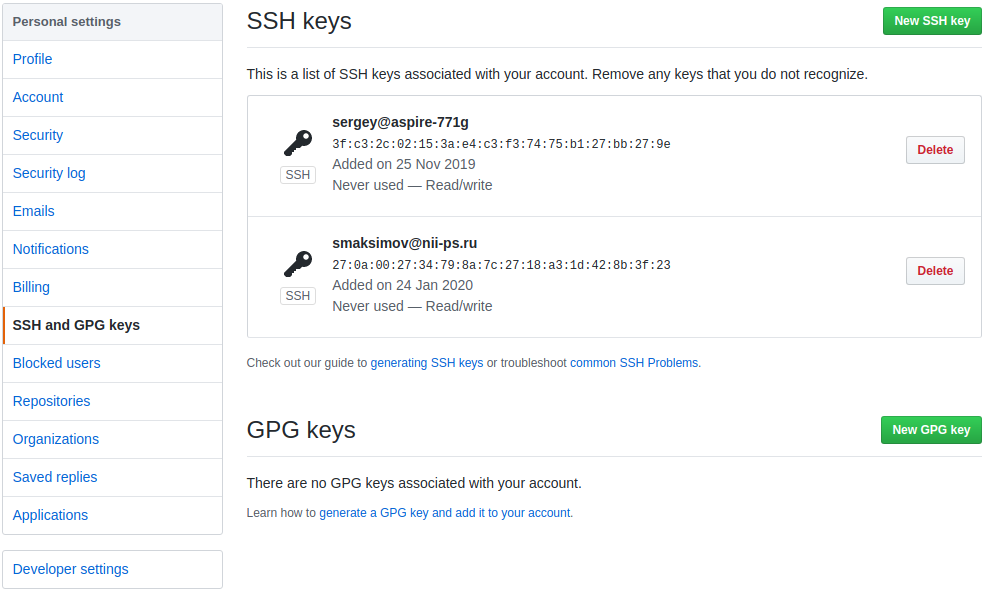 Personal settings
Profile
Account
Security
Security log
Emails
Notifications
Billing
SSH and GPG keys
Blocked users
Repositories
Organizations
Saved replies
Applications
Developer settings
SSH keys
New SSH key
This is a list of SSH keys associated with your account. Remove any keys that you do not recognize.
sergey@aspire-771g
3f:c3:2c:02:15:3a:e4:c3:f3:74:75:b1:27:bb:27:9e
Added on 25 Nov 2019
Never used — Read/write
SSH
Delete
smaksimov@nii-ps.ru
27:0a:00:27:34:79:8a:7c:27:18:a3:1d:42:8b:3f:23
Added on 24 Jan 2020
Never used — Read/write
SSH
Delete
Check out our guide to generating SSH keys or troubleshoot common SSH Problems.
GPG keys
New GPG key
There are no GPG keys associated with your account.
Learn how to generate a GPG key and add it to your account.